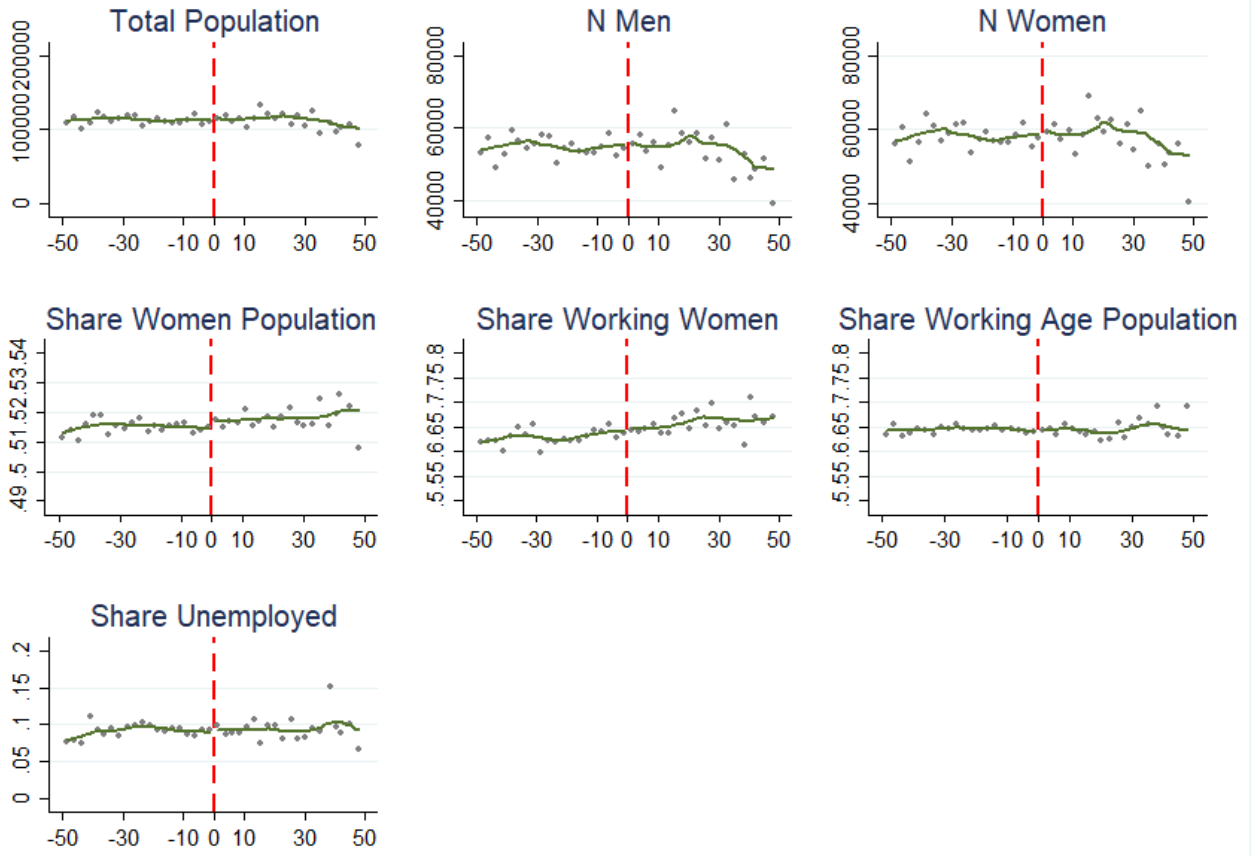 Total Population
0 100000200000
-50 -30 -10 0 10 30 50
N Men
40000 60000 80000
-50 -30 -10 0 10 30 50
N Women
40000 60000 80000
-50 -30 -10 0 10 30 50
Share Women Population
.49 .5 .51.52.53.54
-50 -30 -10 0 10 30 50
Share Working Women
.5.55.6.65.7.75.8
-50 -30 -10 0 10 30 50
Share Working Age Population
.5.55.6.65.7.75.8
-50 -30 -10 0 10 30 50
Share Unemployed
0 .05 .1 .15 .2
-50 -30 -10 0 10 30 50